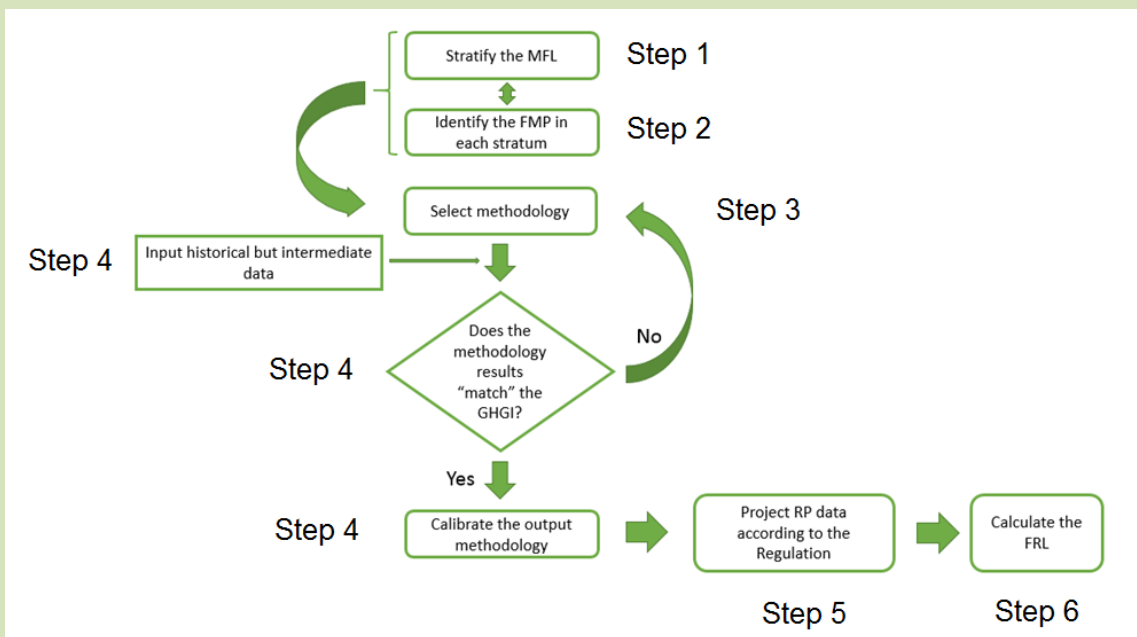 Stratify the MFL
Step 1
Identify the FMP in
each stratum
Step 2
Select methodology
Step 3
Step 4
Input historical but intermediate
data
Does the
methodology
results
“match” the
GHGI?
Step 4
No
Yes
Step 4
Calibrate the output
methodology
Project RP data
according to the
Regulation
Calculate the
FRL
Step 5
Step 6